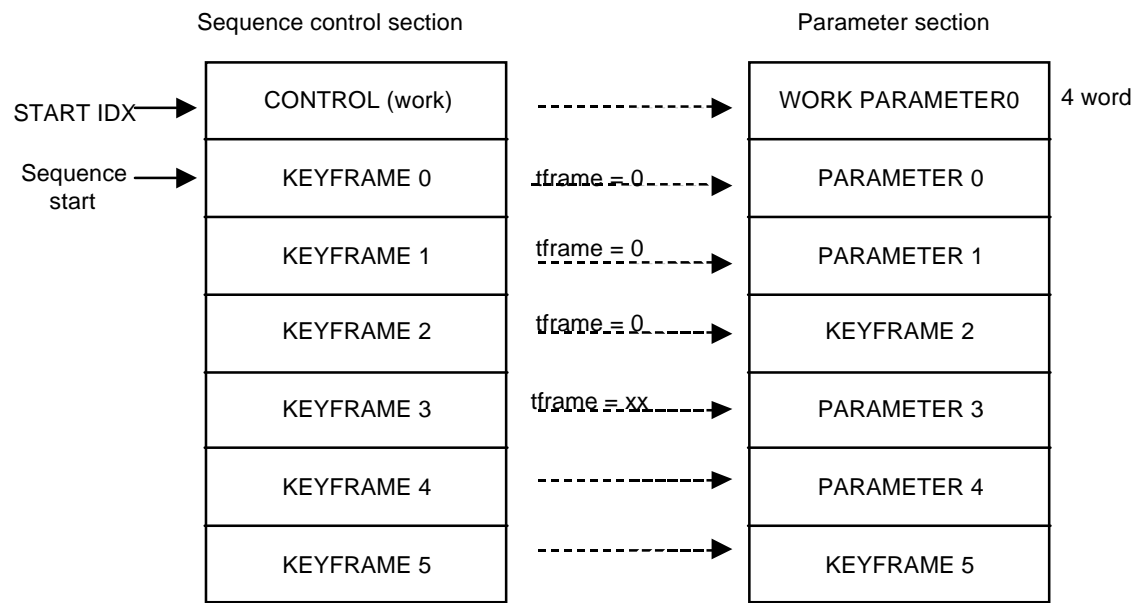 Sequence control section
Parameter section
START IDX
CONTROL (work)
WORK PARAMETER0
4 word
Sequence
start
KEYFRAME 0
tframe = 0
PARAMETER 0
KEYFRAME 1
tframe = 0
PARAMETER 1
KEYFRAME 2
tframe = 0
KEYFRAME 2
KEYFRAME 3
tframe = xx
PARAMETER 3
KEYFRAME 4
PARAMETER 4
KEYFRAME 5
KEYFRAME 5